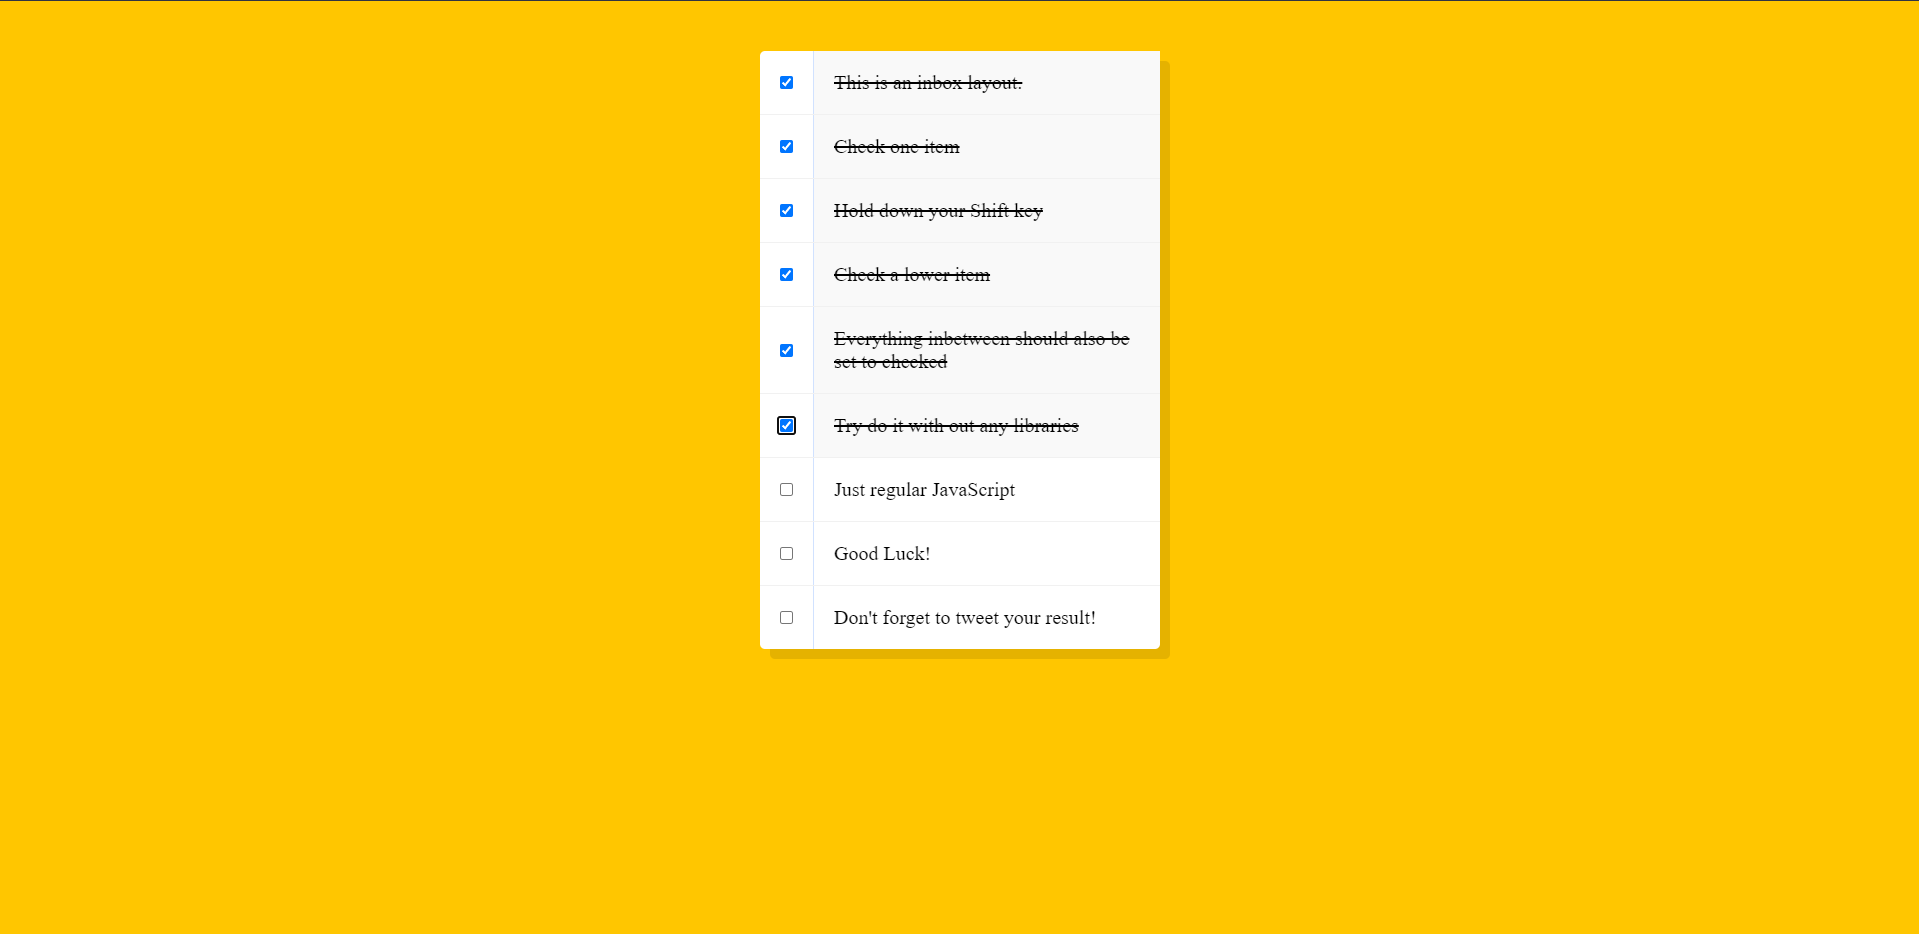 This is an inbox layout.
Check one item
Hold down your Shift key
Check a lower item
Everything inbetween should also be
set to checked
Try do it with out any libraries
Just regular JavaScript
Good Luck!
Don't forget to tweet your result!